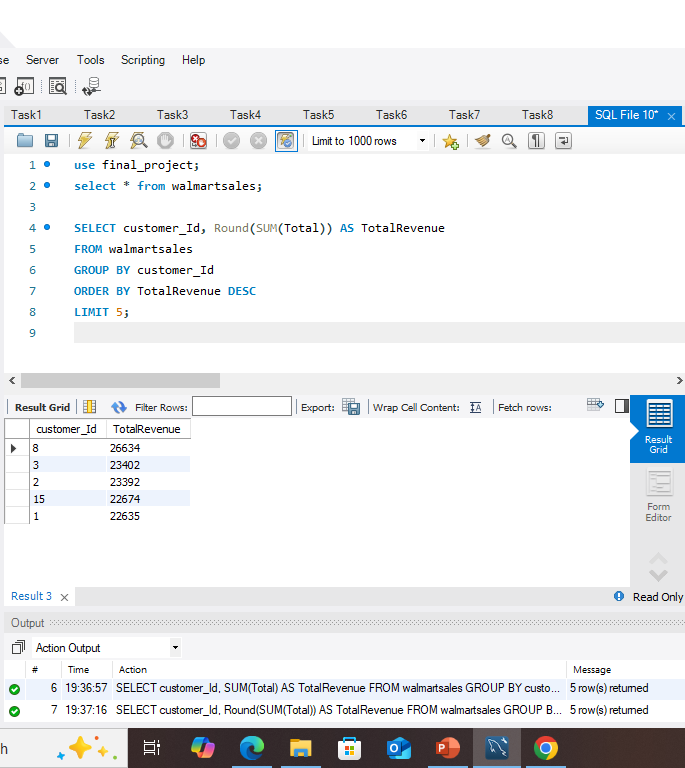 Server Tools Scripting Help
Task1 Task2 Task3 Task4 Task5 Task6 Task7 Task8 SQL File 10*
Limit to 1000 rows
1 use final_project;
2 select * from walmartsales;
3
4 SELECT customer_Id, Round(SUM(Total)) AS TotalRevenue
5 FROM walmartsales
6 GROUP BY customer_Id
7 ORDER BY TotalRevenue DESC
8 LIMIT 5;
9
Result Grid Filter Rows: Export: Wrap Cell Content: Fetch rows:
customer_Id TotalRevenue
8 26634
3 23402
2 23392
15 22674
1 22635
Result Grid
Form Editor
Result 3
Read Only
Output
Action Output
# Time Action Message
6 19:36:57 SELECT customer_Id, SUM(Total) AS TotalRevenue FROM walmartsales GROUP BY custo... 5 row(s) returned
7 19:37:16 SELECT customer_Id, Round(SUM(Total)) AS TotalRevenue FROM walmartsales GROUP B... 5 row(s) returned